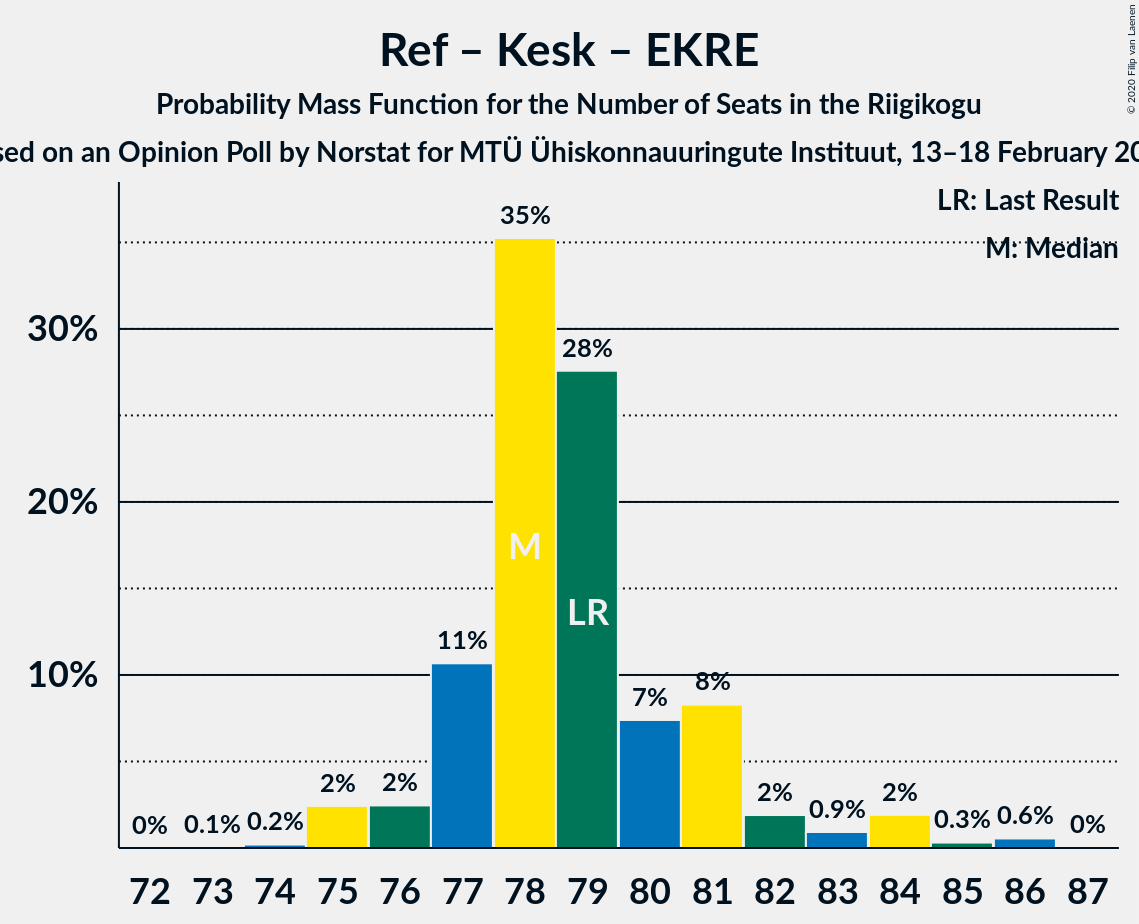 Ref – Kesk – EKRE
Probability Mass Function for the Number of Seats in the Riigikogu
on an Opinion Poll by Norstat for MTÜ Ühiskonnauuringute Instituut, 13–18 February
© 2020 Filip van Laenen
LR: Last Result
M: Median
35%
30%
28%
20%
M
LR
11%
10%
8%
7%
2%
2%
2%
0.9%
2%
0%
0.1%
0.2%
0.3%
0.6%
0%
72 73 74 75 76 77 78 79 80 81 82 83 84 85 86 87